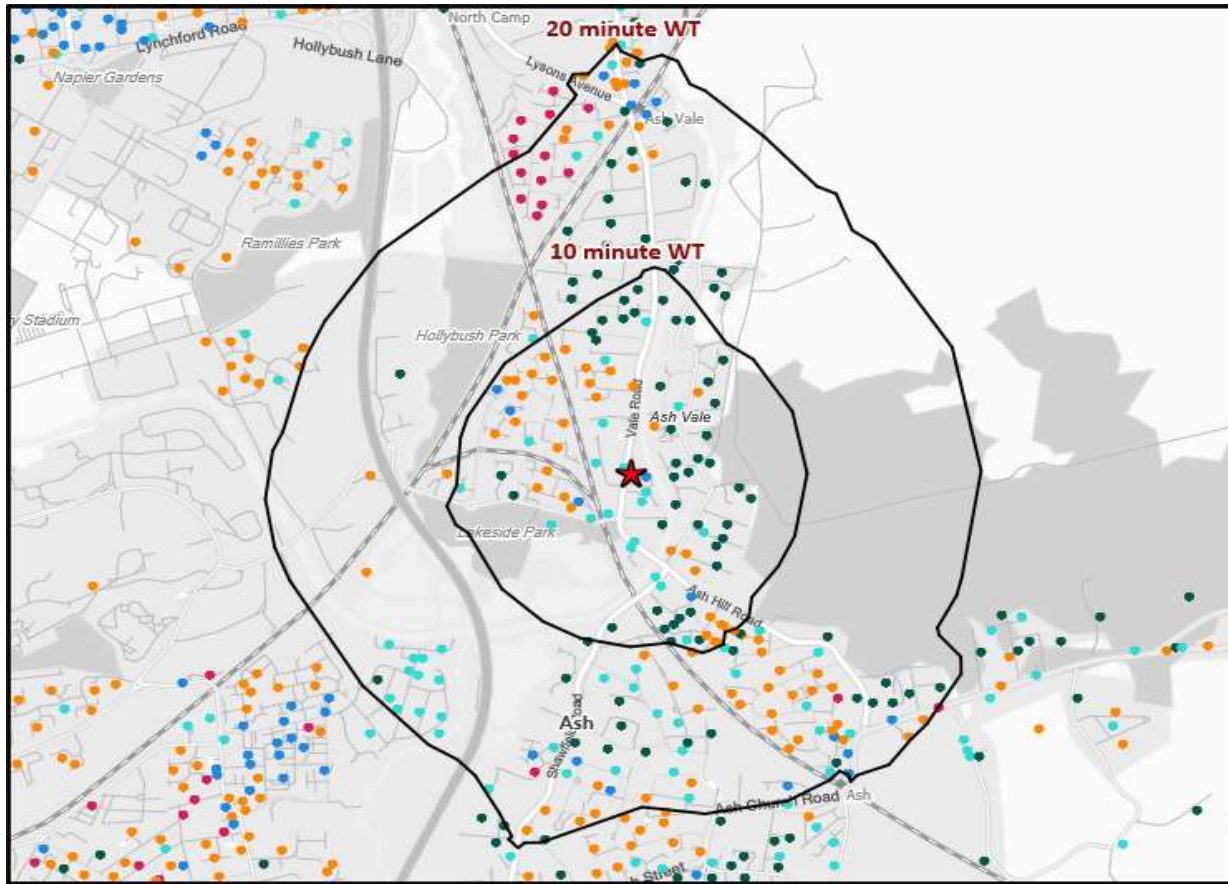 North Camp
20 minute WT
Lynchford Road
Hollybush Lane
Napier Gardens
Lysons Avenue
Ash Vale
Ramillies Park
10 minute WT
Stadium
Hollybush Park
Vale Road
Ash Vale
Lakeside Park
Ash Hill Road
Ash
Road
Ash Church Road
Ash
Street